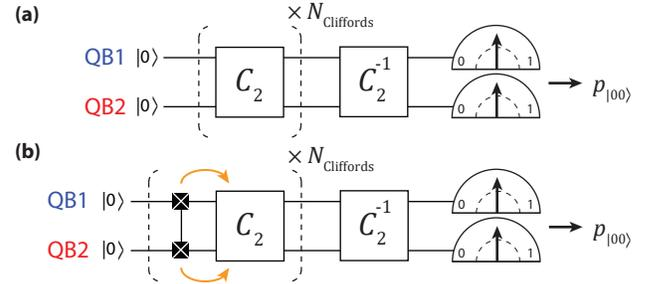 (a)
× N_Cliffords
QB1 |0⟩
QB2 |0⟩
C_2
C_2^-1
0 1
0 1
p_|00⟩
(b)
× N_Cliffords
QB1 |0⟩
QB2 |0⟩
C_2
C_2^-1
0 1
0 1
p_|00⟩